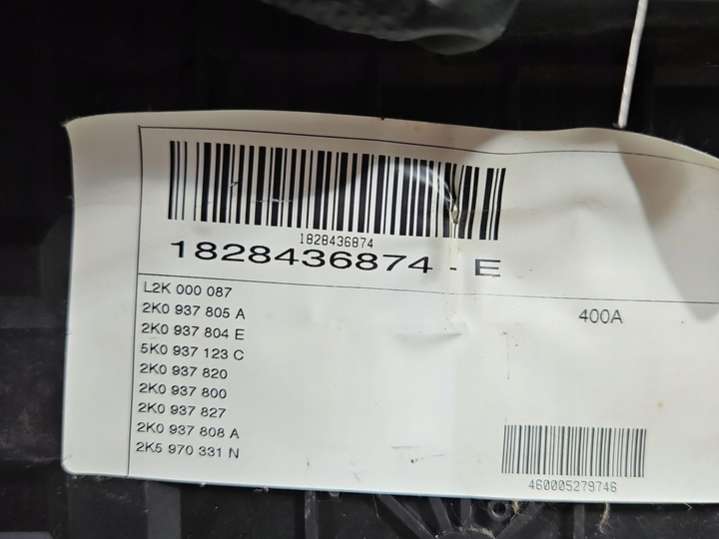 1828436874
1828436874 - E
L2K 000 087
2K0 937 805 A
400A
2K0 937 804 E
5K0 937 123 C
2K0 937 820
2K0 937 800
2K0 937 827
2K0 937 808 A
2K5 970 331 N
460005279746